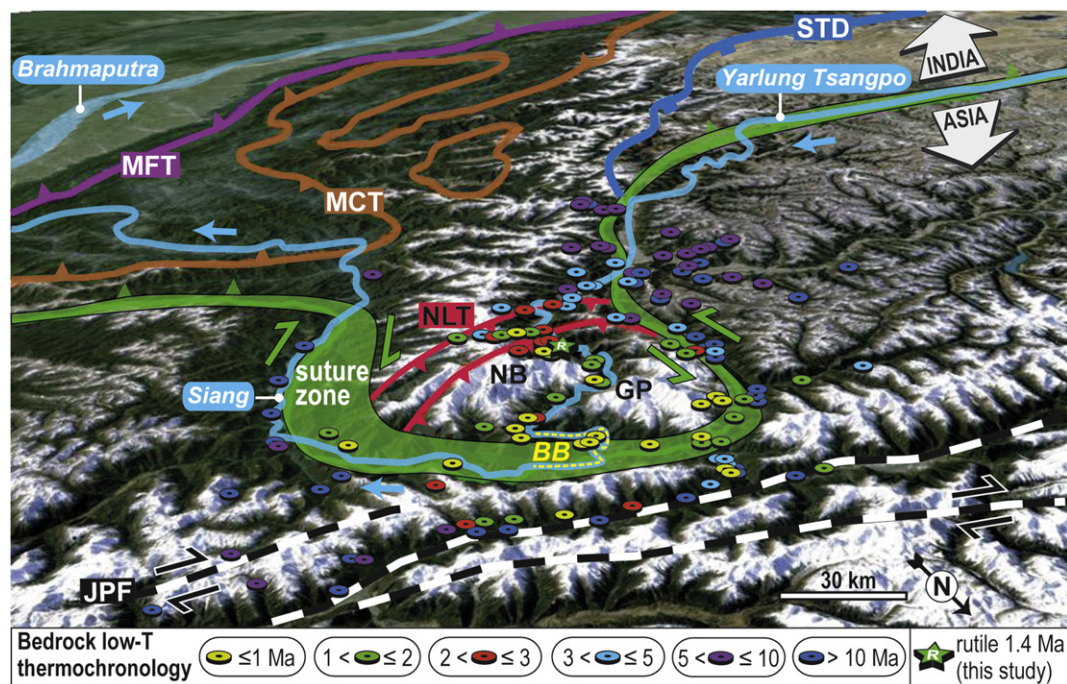 STD
INDIA
Brahmaputra
Yarlung Tsangpo
ASIA
MFT
MCT
NLT
R
NB
GP
suture
zone
Siang
BB
30 km
N
JPF
Bedrock low-T
thermochronology
≤1 Ma
1 < ≤ 2
2 < ≤ 3
3 < ≤ 5
5 < ≤ 10
> 10 Ma
R
rutile 1.4 Ma
(this study)